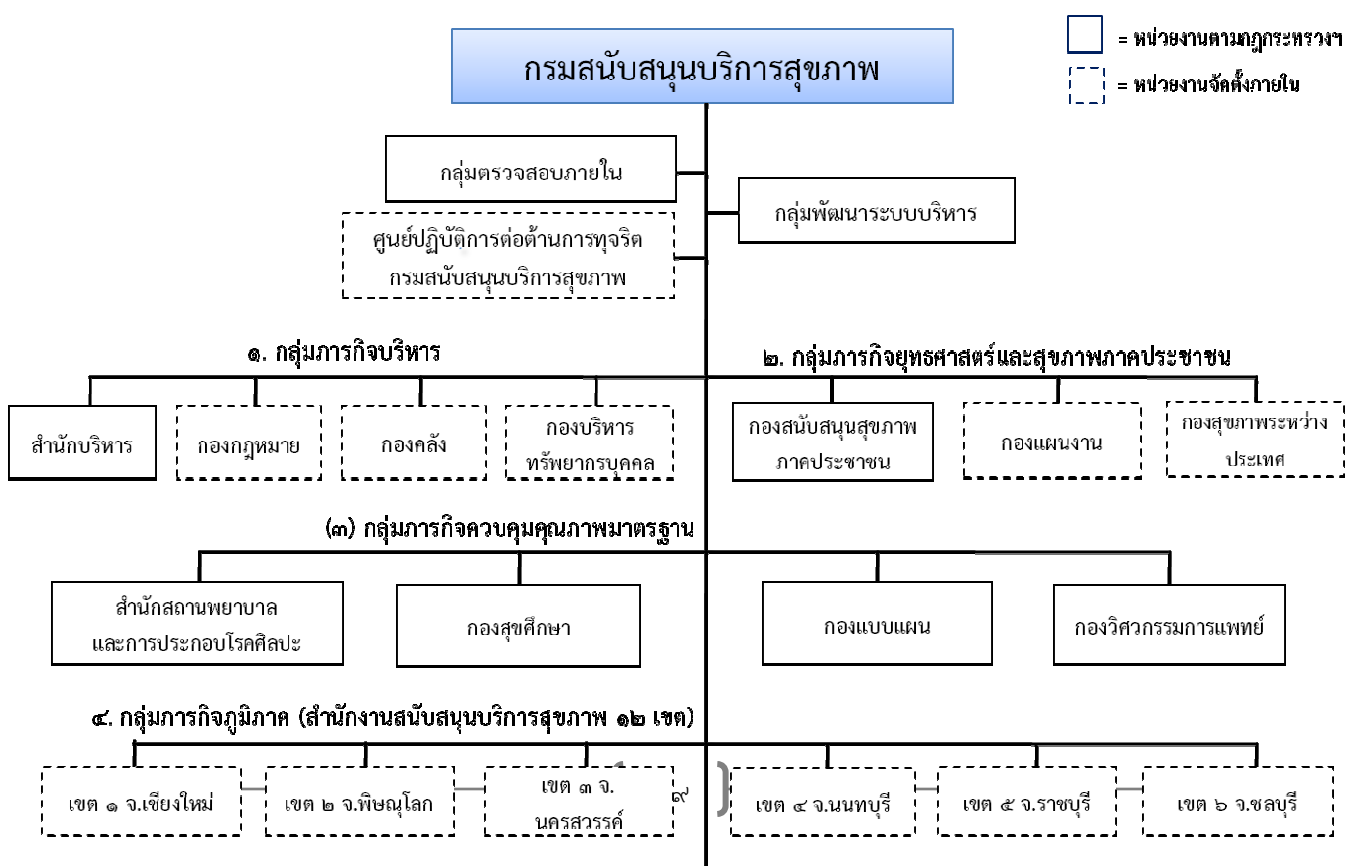 = หน่วยงานตามกฎกระทรวงฯ
= หน่วยงานจัดตั้งภายใน
กรมสนับสนุนบริการสุขภาพ
กลุ่มตรวจสอบภายใน
กลุ่มพัฒนาระบบบริหาร
ศูนย์ปฏิบัติการต่อต้านการทุจริต
กรมสนับสนุนบริการสุขภาพ
๑. กลุ่มภารกิจบริหาร
๒. กลุ่มภารกิจยุทธศาสตร์และสุขภาพภาคประชาชน
สำนักบริหาร
กองกฎหมาย
กองคลัง
กองบริหาร
ทรัพยากรบุคคล
กองสนับสนุนสุขภาพ
ภาคประชาชน
กองแผนงาน
กองสุขภาพระหว่าง
ประเทศ
(๓) กลุ่มภารกิจควบคุมคุณภาพมาตรฐาน
สำนักสถานพยาบาล
และการประกอบโรคศิลปะ
กองสุขศึกษา
กองแบบแผน
กองวิศวกรรมการแพทย์
๔. กลุ่มภารกิจภูมิภาค (สำนักงานสนับสนุนบริการสุขภาพ ๑๒ เขต)
เขต ๑ จ.เชียงใหม่
เขต ๒ จ.พิษณุโลก
เขต ๓ จ.
นครสวรรค์
๙
เขต ๔ จ.นนทบุรี
เขต ๕ จ.ราชบุรี
เขต ๖ จ.ชลบุรี